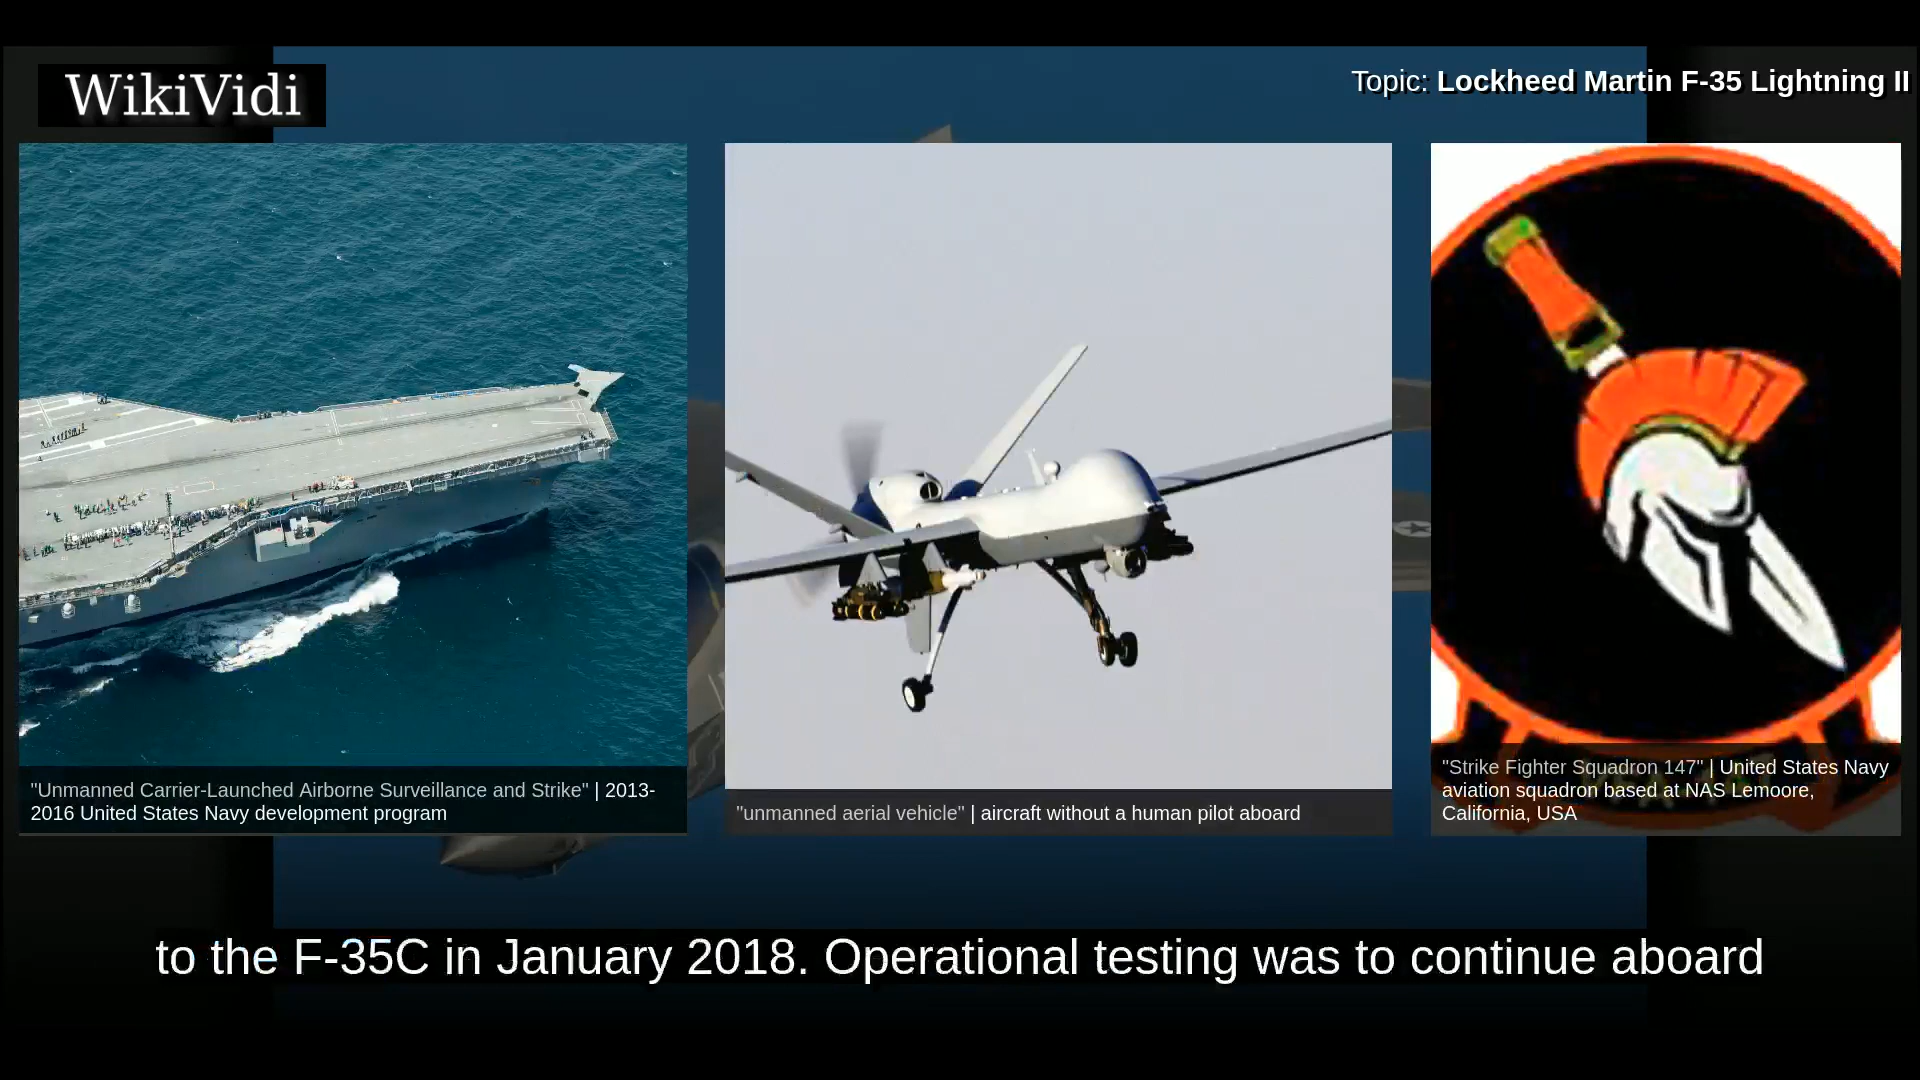 WikiVidi
Topic: Lockheed Martin F-35 Lightning II
"Unmanned Carrier-Launched Airborne Surveillance and Strike" | 2013-
2016 United States Navy development program
"unmanned aerial vehicle" | aircraft without a human pilot aboard
"Strike Fighter Squadron 147" | United States Navy
aviation squadron based at NAS Lemoore,
California, USA
to the F-35C in January 2018. Operational testing was to continue aboard